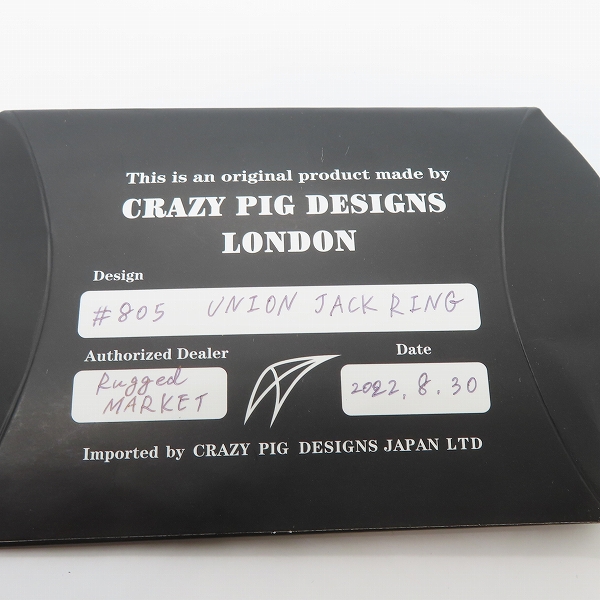 This is an original product made by
CRAZY PIG DESIGNS
LONDON
Design
#805 UNION JACK RING
Authorized Dealer
Date
Rugged
MARKET
2022.8.30
Imported by CRAZY PIG DESIGNS JAPAN LTD